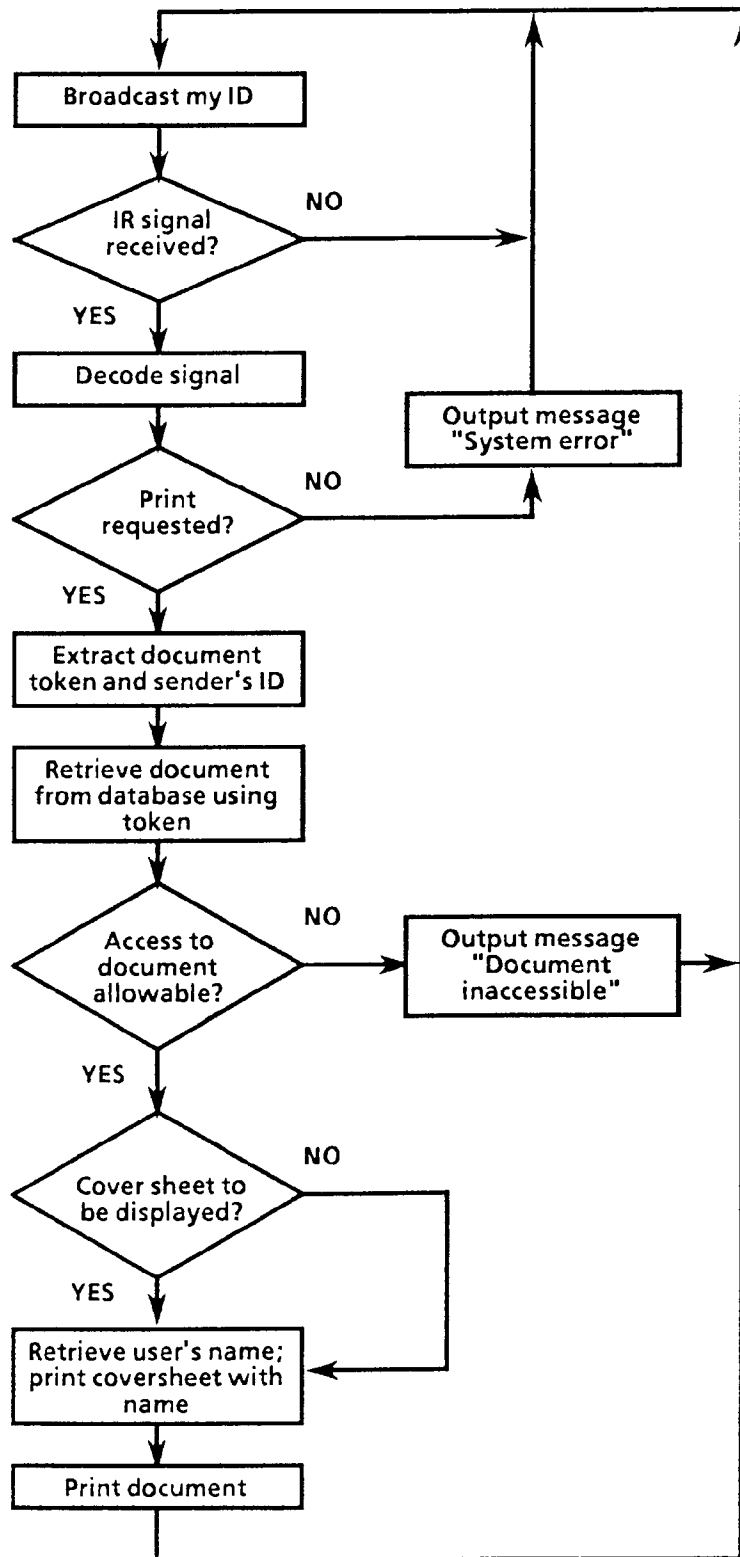 Broadcast my ID
NO
IR signal
received?
YES
Decode signal
Output message
"System error"
NO
Print
requested?
YES
Extract document
token and sender's ID
Retrieve document
from database using
token
NO
Access to
document
allowable?
Output message
"Document
inaccessible"
YES
NO
Cover sheet to
be displayed?
YES
Retrieve user's name;
print coversheet with
name
Print document